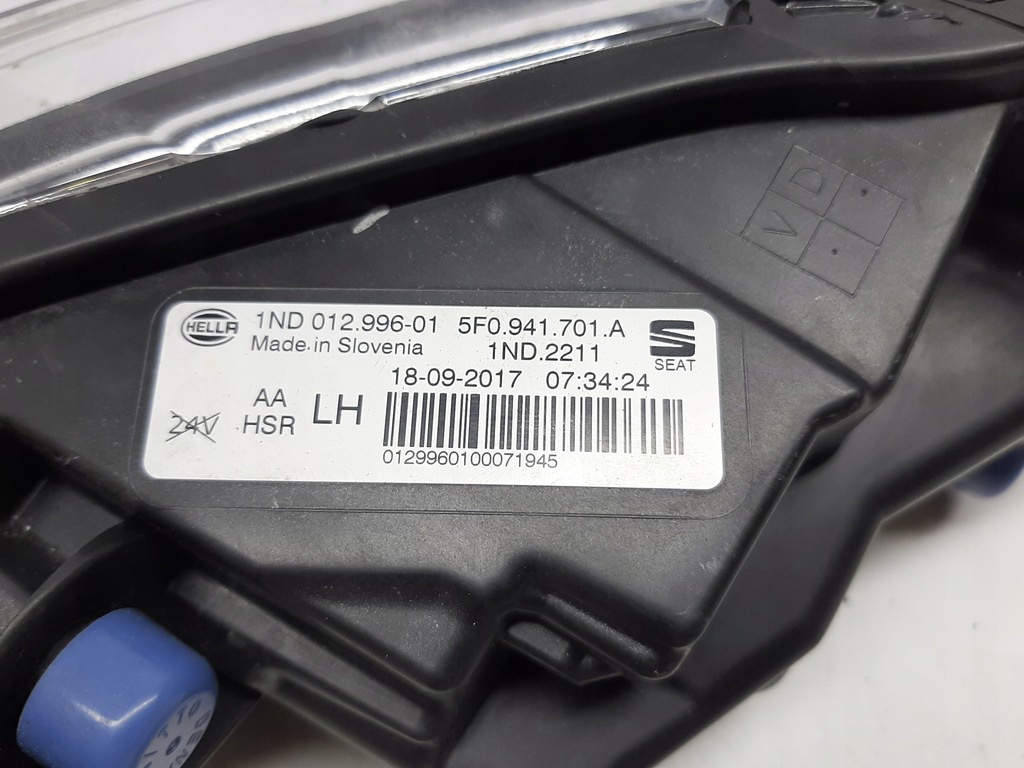 HELLA 1ND 012.996-01 5F0.941.701.A
Made in Slovenia 1ND.2211 SEAT
18-09-2017 07:34:24
AA
24V HSR LH
0129960100071945
VD